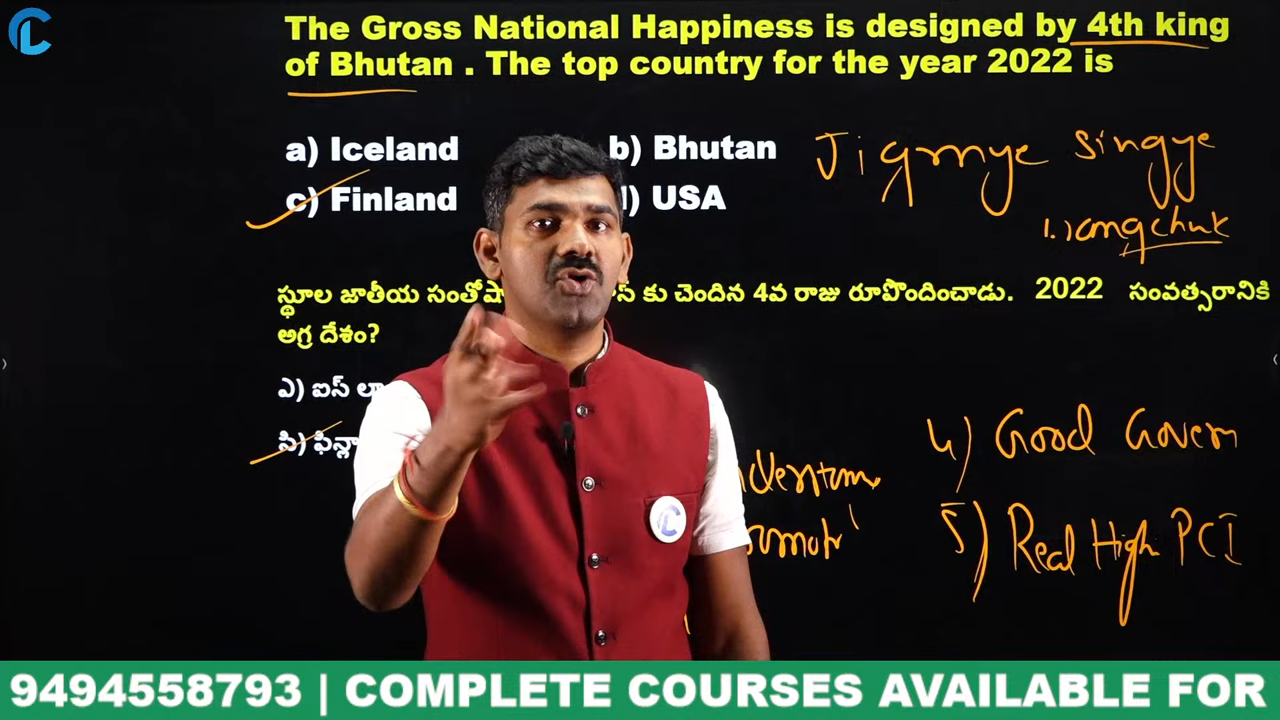 The Gross National Happiness is designed by 4th king
of Bhutan . The top country for the year 2022 is
a) Iceland
b) Bhutan
c) Finland
) USA
Jigmye Singye
Wangchuk
స్థూల జాతీయ సంతోషా కు చెందిన 4వ రాజు రూపొందించాడు. 2022 సంవత్సరానికి
అగ్ర దేశం?
ఎ) ఐస్ లా
సి) ఫిన్లా
4) Good Govern
5) Real High PCI
9494558793 | COMPLETE COURSES AVAILABLE FOR